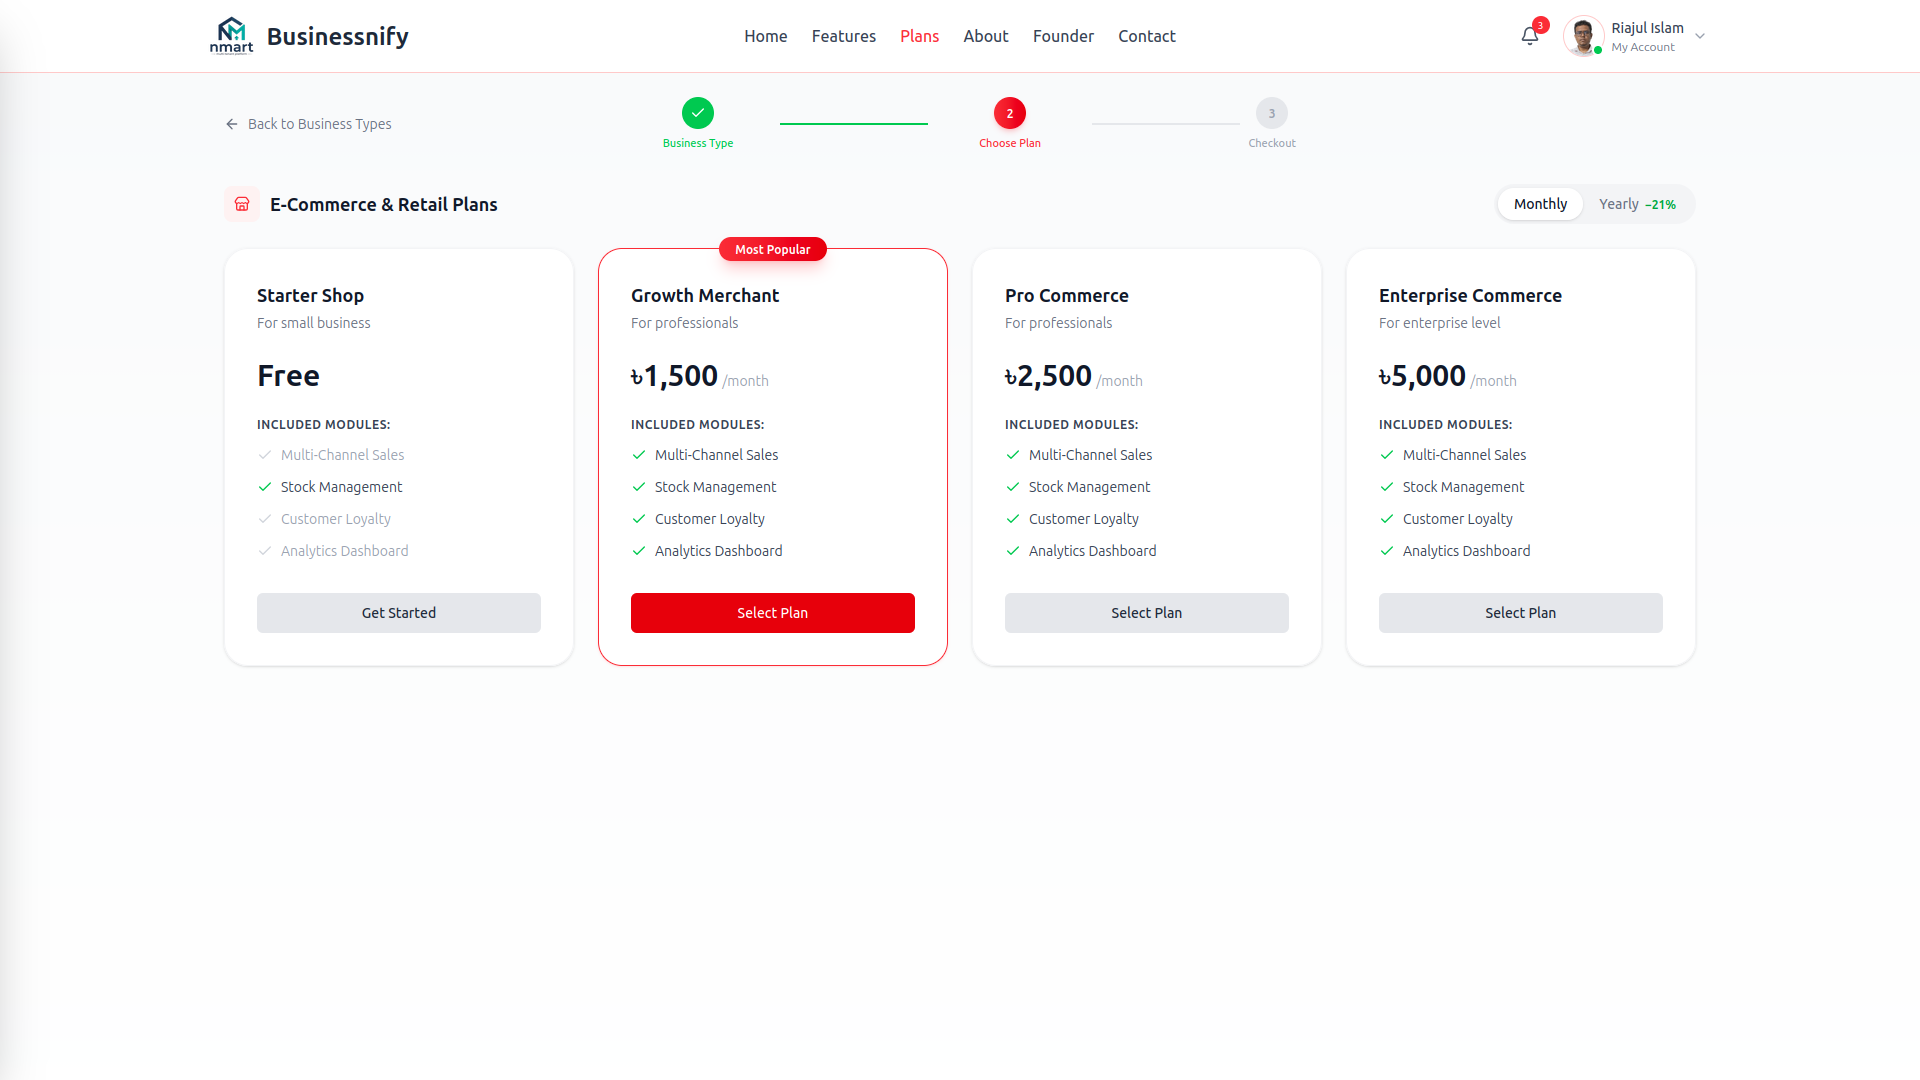 nmart
Businessnify
Home
Features
Plans
About
Founder
Contact
3
Riajul Islam
My Account
Back to Business Types
Business Type
2
Choose Plan
3
Checkout
E-Commerce & Retail Plans
Monthly
Yearly −21%
Starter Shop
For small business
Free
INCLUDED MODULES:
Multi-Channel Sales
Stock Management
Customer Loyalty
Analytics Dashboard
Get Started
Most Popular
Growth Merchant
For professionals
৳1,500 /month
INCLUDED MODULES:
Multi-Channel Sales
Stock Management
Customer Loyalty
Analytics Dashboard
Select Plan
Pro Commerce
For professionals
৳2,500 /month
INCLUDED MODULES:
Multi-Channel Sales
Stock Management
Customer Loyalty
Analytics Dashboard
Select Plan
Enterprise Commerce
For enterprise level
৳5,000 /month
INCLUDED MODULES:
Multi-Channel Sales
Stock Management
Customer Loyalty
Analytics Dashboard
Select Plan